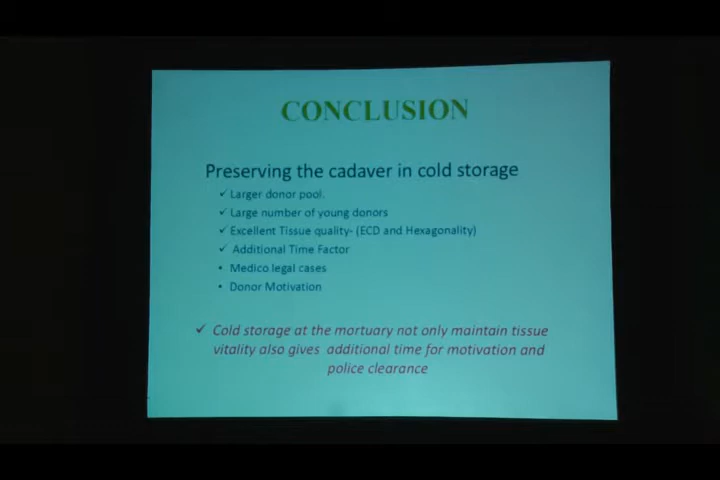 CONCLUSION
Preserving the cadaver in cold storage
✓ Larger donor pool.
✓ Large number of young donors
✓ Excellent Tissue quality- (ECD and Hexagonality)
✓ Additional Time Factor
• Medico legal cases
• Donor Motivation
✓ Cold storage at the mortuary not only maintain tissue
vitality also gives additional time for motivation and
police clearance